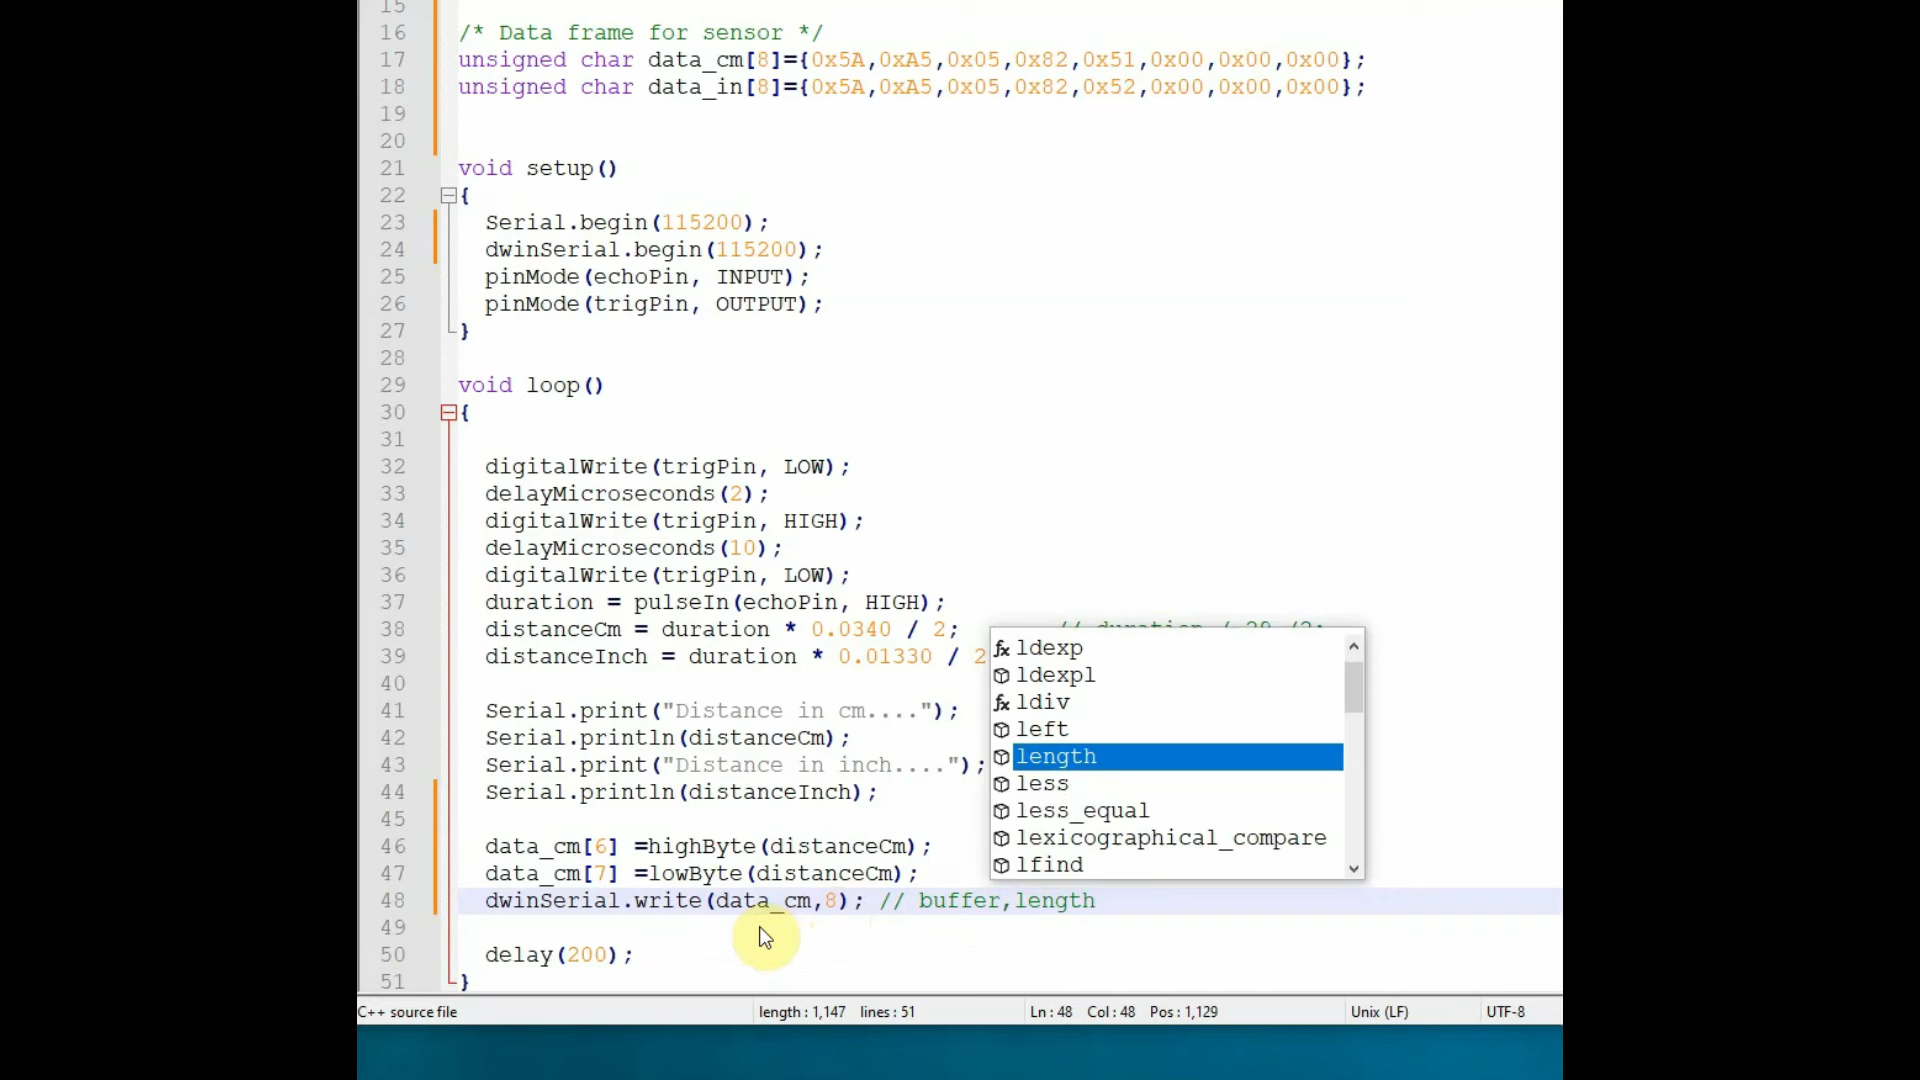 15
16 /* Data frame for sensor */
17 unsigned char data_cm[8]={0x5A,0xA5,0x05,0x82,0x51,0x00,0x00,0x00};
18 unsigned char data_in[8]={0x5A,0xA5,0x05,0x82,0x52,0x00,0x00,0x00};
19
20
21 void setup()
22 {
23 Serial.begin(115200);
24 dwinSerial.begin(115200);
25 pinMode(echoPin, INPUT);
26 pinMode(trigPin, OUTPUT);
27 }
28
29 void loop()
30 {
31
32 digitalWrite(trigPin, LOW);
33 delayMicroseconds(2);
34 digitalWrite(trigPin, HIGH);
35 delayMicroseconds(10);
36 digitalWrite(trigPin, LOW);
37 duration = pulseIn(echoPin, HIGH);
38 distanceCm = duration * 0.0340 / 2; // duration
39 distanceInch = duration * 0.01330 / 2
40
41 Serial.print("Distance in cm....");
42 Serial.println(distanceCm);
43 Serial.print("Distance in inch....");
44 Serial.println(distanceInch);
45
46 data_cm[6] =highByte(distanceCm);
47 data_cm[7] =lowByte(distanceCm);
48 dwinSerial.write(data_cm,8); // buffer,length
49
50 delay(200);
51 }
ldexp
ldexpl
ldiv
left
length
less
less_equal
lexicographical_compare
lfind
C++ source file length : 1,147 lines : 51 Ln : 48 Col : 48 Pos : 1,129 Unix (LF) UTF-8